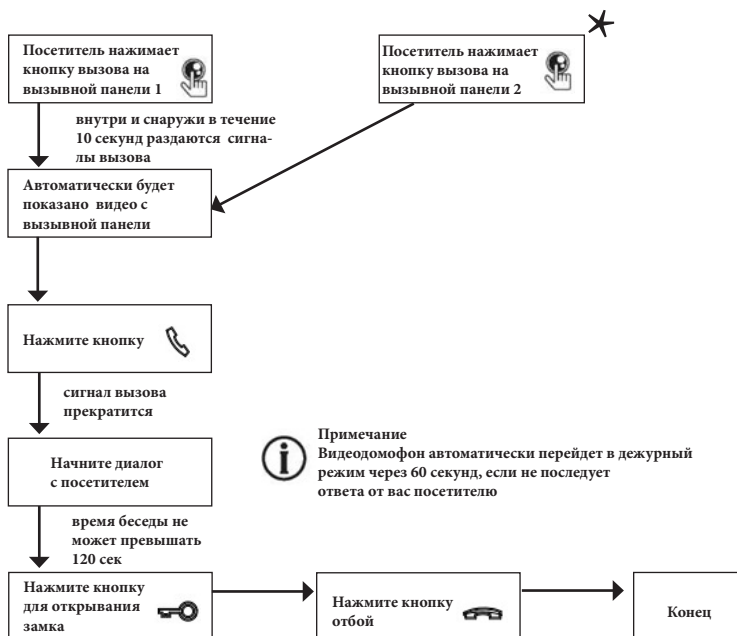 Посетитель нажимает
кнопку вызова на
вызывной панели 1
Посетитель нажимает
кнопку вызова на
вызывной панели 2
внутри и снаружи в течение
10 секунд раздаются сигна-
лы вызова
Автоматически будет
показано видео с
вызывной панели
Нажмите кнопку
сигнал вызова
прекратится
Примечание
Видеодомофон автоматически перейдет в дежурный
режим через 60 секунд, если не последует
ответа от вас посетителю
Начните диалог
с посетителем
время беседы не
может превышать
120 сек
Нажмите кнопку
для открывания
замка
Нажмите кнопку
отбой
Конец